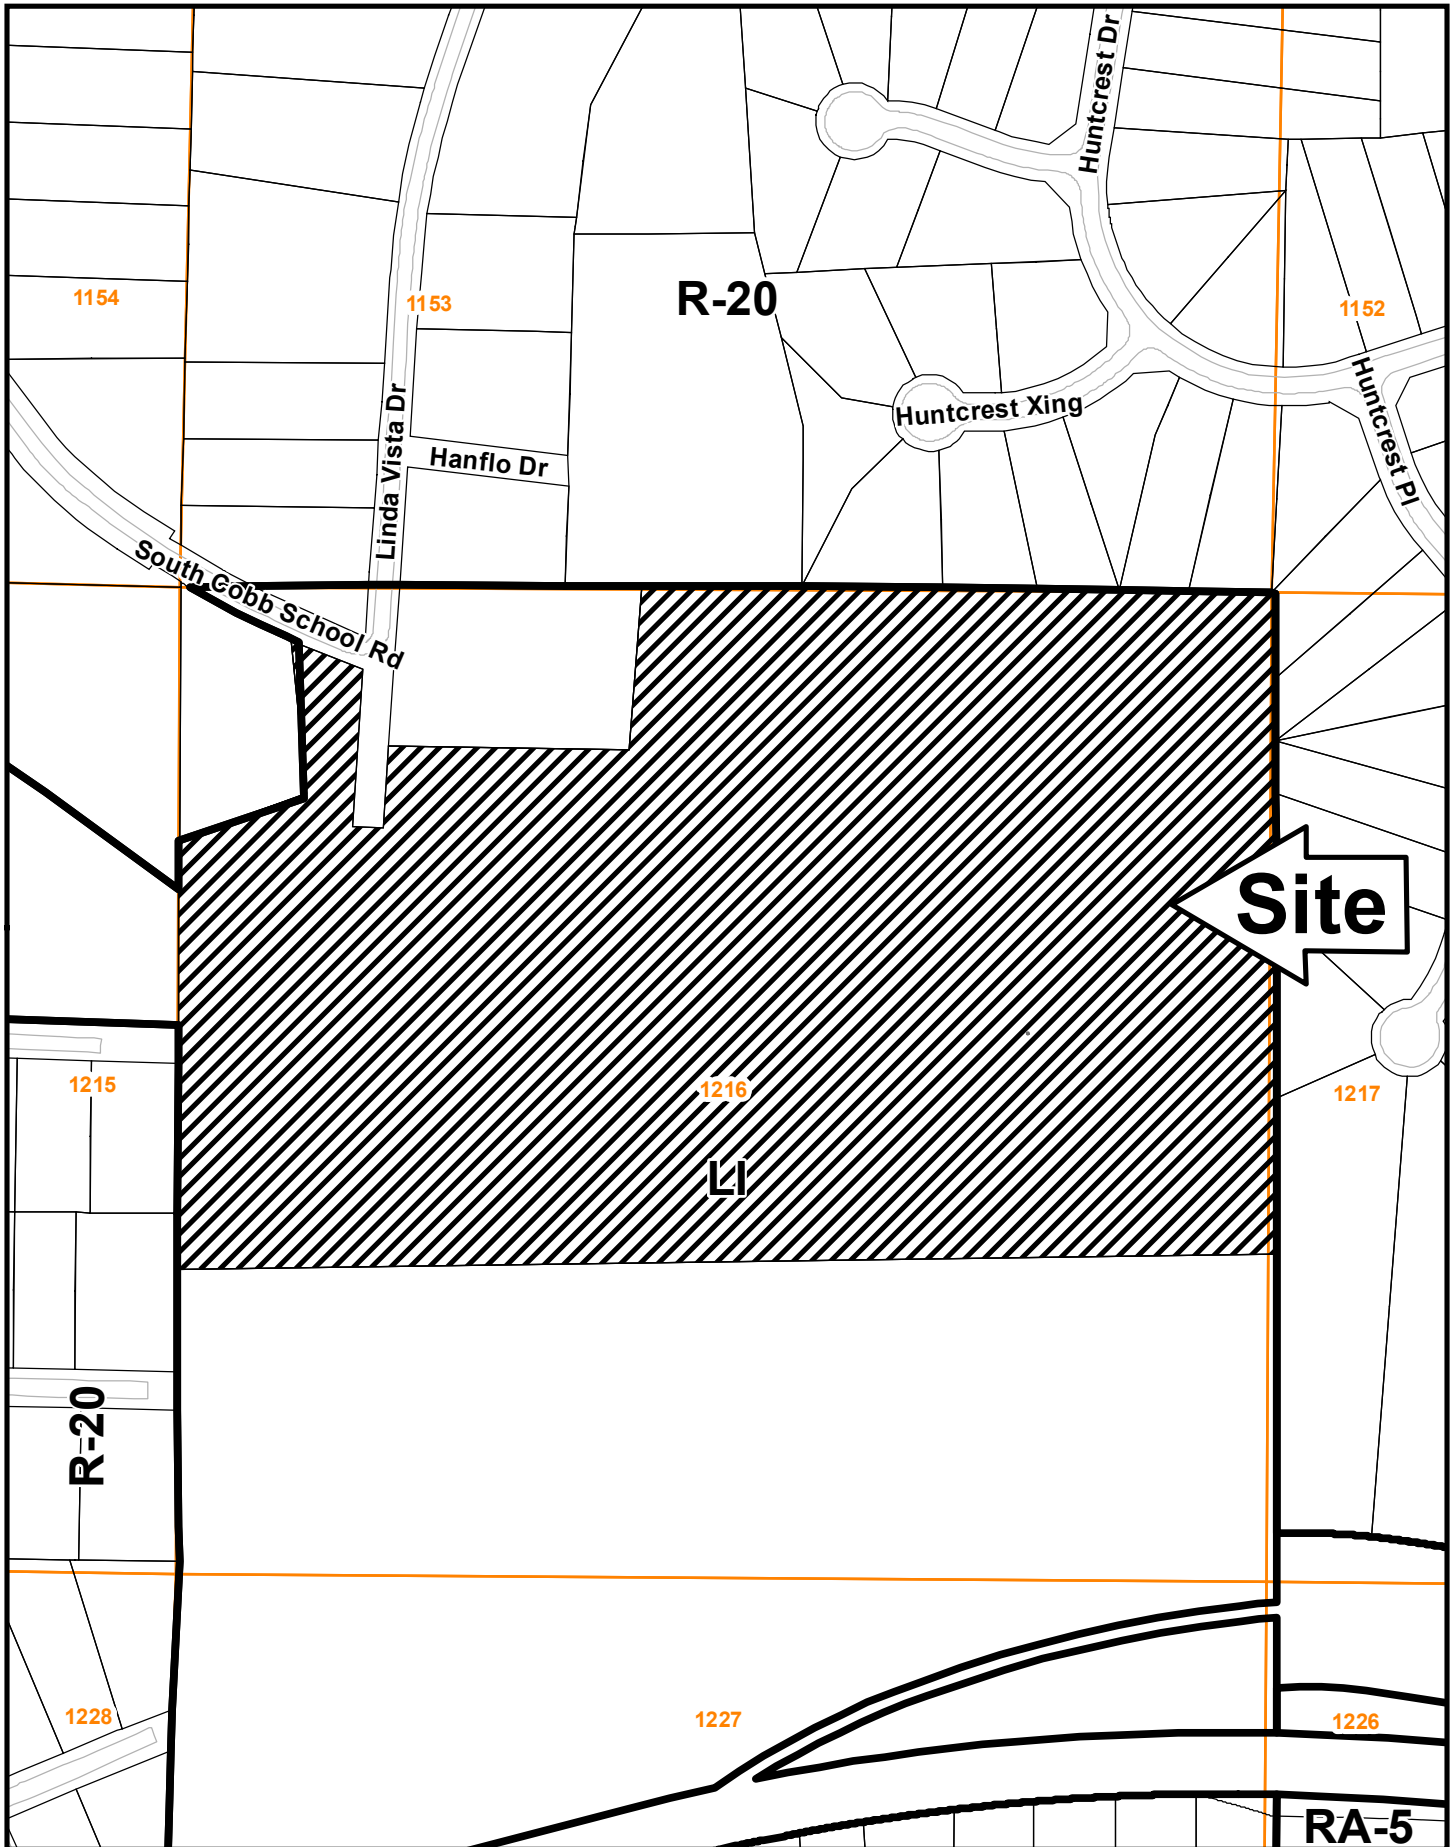 Huntcrest Dr
1154
1153
R-20
1152
Huntcrest Xing
Huntcrest Pl
Linda Vista Dr
Hanflo Dr
South Cobb School Rd
Site
1215
1216
1217
LI
R-20
1228
1227
1226
RA-5